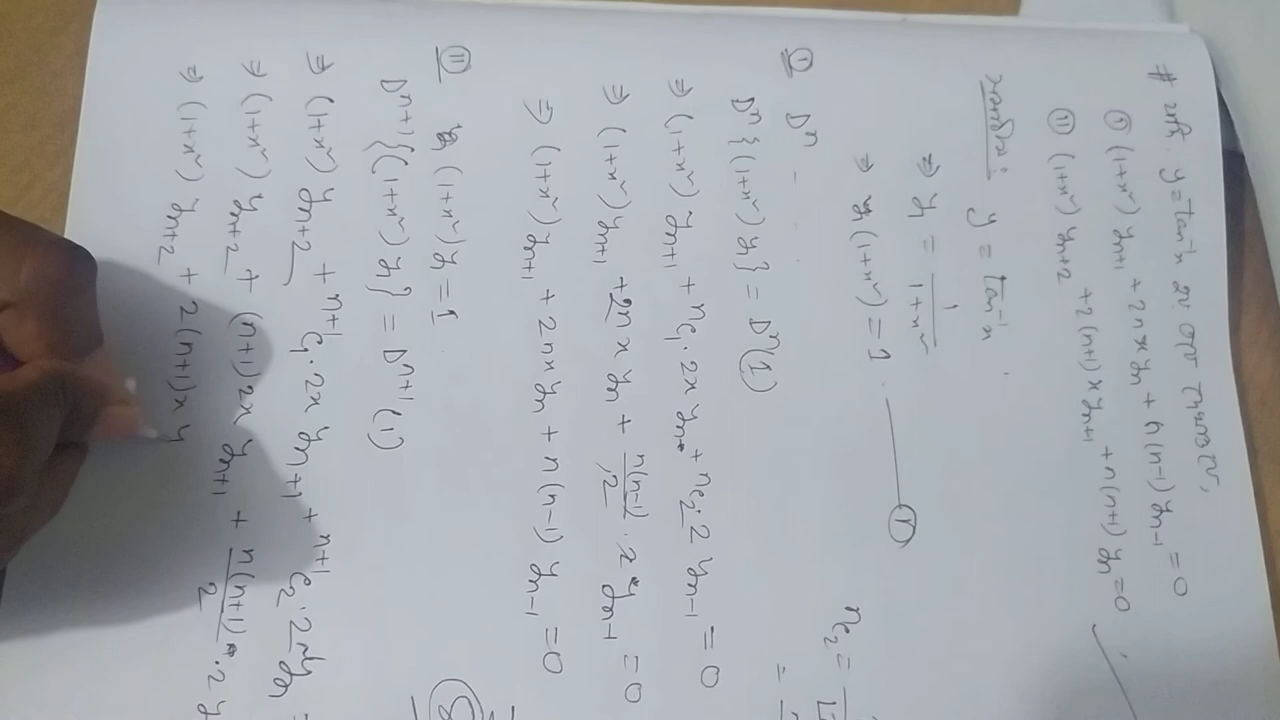 # যদি y = tan⁻¹x হয় তবে দেখাও যে,
(i) (1+x²) yₙ₊₁ + 2nx yₙ + n(n-1) yₙ₋₁ = 0
(ii) (1+x²) yₙ₊₂ + 2(n+1)x yₙ₊₁ + n(n+1) yₙ = 0
সমাধান: y = tan⁻¹x
⇒ y₁ = 1/(1+x²)
⇒ y₁(1+x²) = 1
(i) Dⁿ
Dⁿ{(1+x²) y₁} = Dⁿ(1)
⇒ (1+x²) yₙ₊₁ + ⁿc₁. 2x yₙ + ⁿc₂. 2 yₙ₋₁ = 0
⇒ (1+x²) yₙ₊₁ + 2nx yₙ + n(n-1)/2 . 2 yₙ₋₁ = 0
⇒ (1+x²) yₙ₊₁ + 2nx yₙ + n(n-1) yₙ₋₁ = 0
(ii) (1+x²) y₁ = 1
Dⁿ⁺¹{(1+x²) y₁} = Dⁿ⁺¹(1)
⇒ (1+x²) yₙ₊₂ + ⁿ⁺¹c₁. 2x yₙ₊₁ + ⁿ⁺¹c₂. 2 yₙ =
⇒ (1+x²) yₙ₊₂ + (n+1) 2x yₙ₊₁ + n(n+1)/2 . 2 y
⇒ (1+x²) yₙ₊₂ + 2(n+1)x y
ⁿc₂ =
=